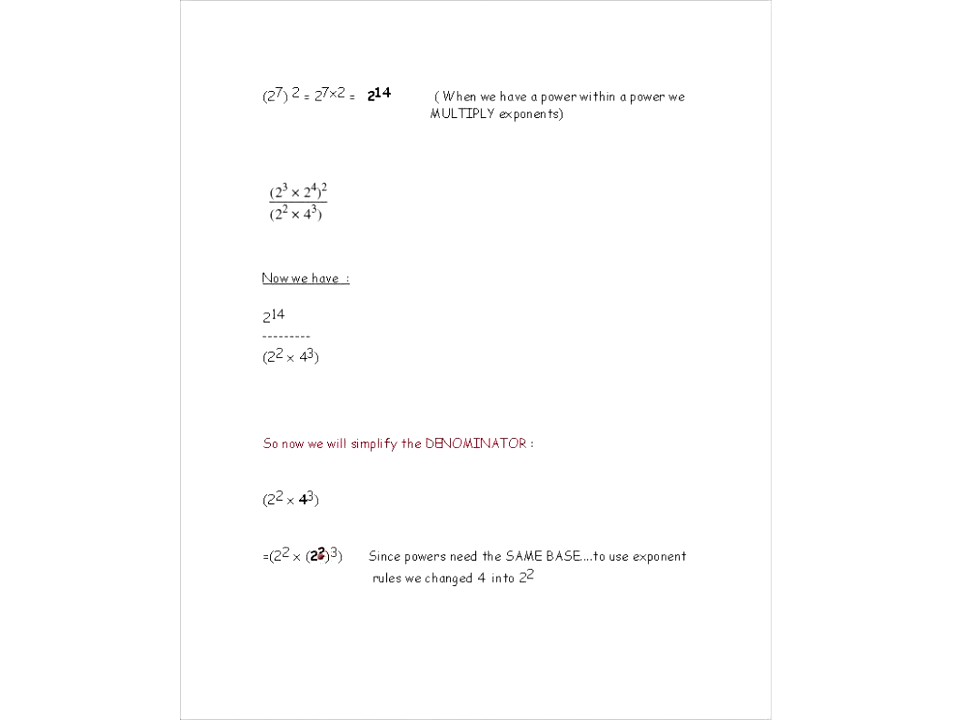 (2⁷)² = 2⁷ˣ² = 2¹⁴ ( When we have a power within a power we
MULTIPLY exponents)
(2³ × 2⁴)²
(2² × 4³)
Now we have :
2¹⁴
---------
(2² × 4³)
So now we will simplify the DENOMINATOR :
(2² × 4³)
=(2² × (2²)³) Since powers need the SAME BASE....to use exponent
rules we changed 4 into 2²